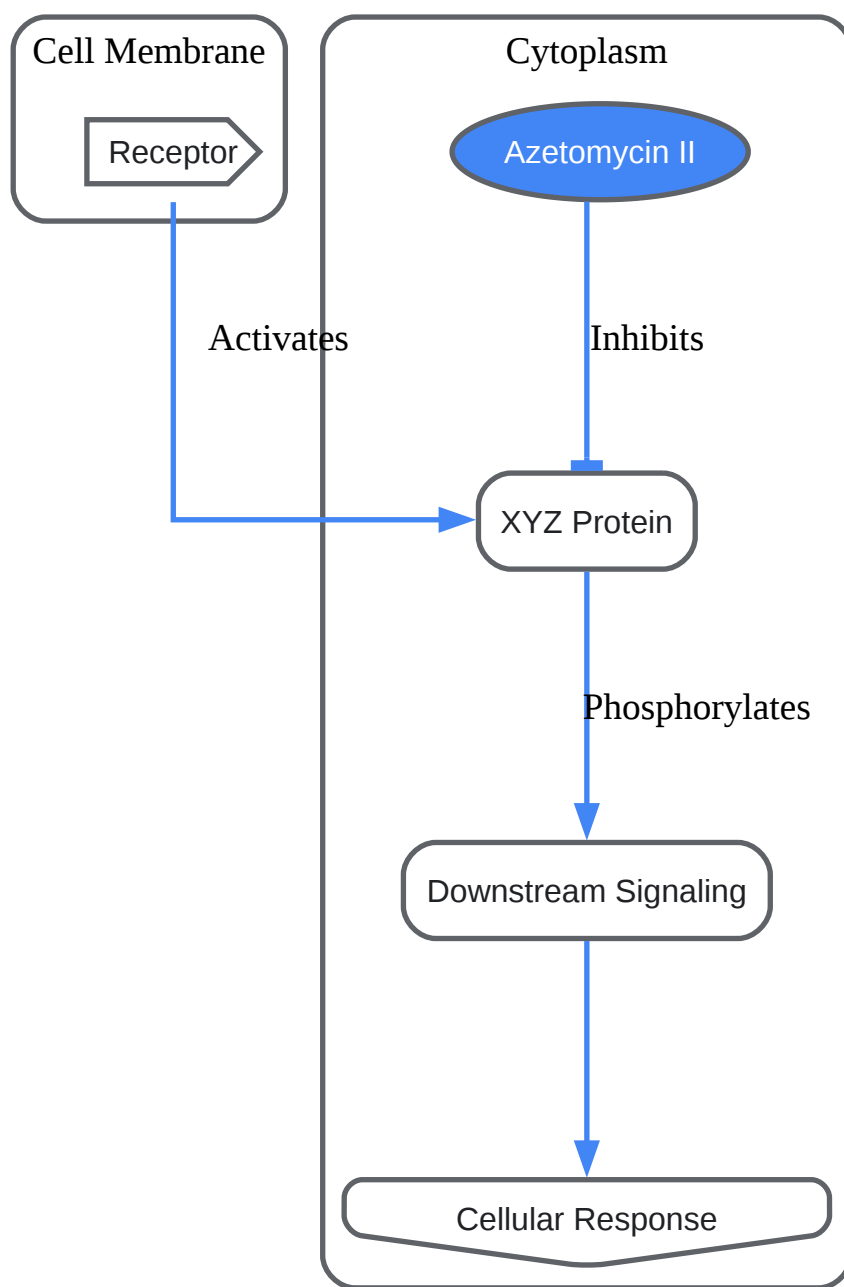 Cell Membrane
Cytoplasm
Receptor
Azetomycin II
Activates
Inhibits
XYZ Protein
Phosphorylates
Downstream Signaling
Cellular Response